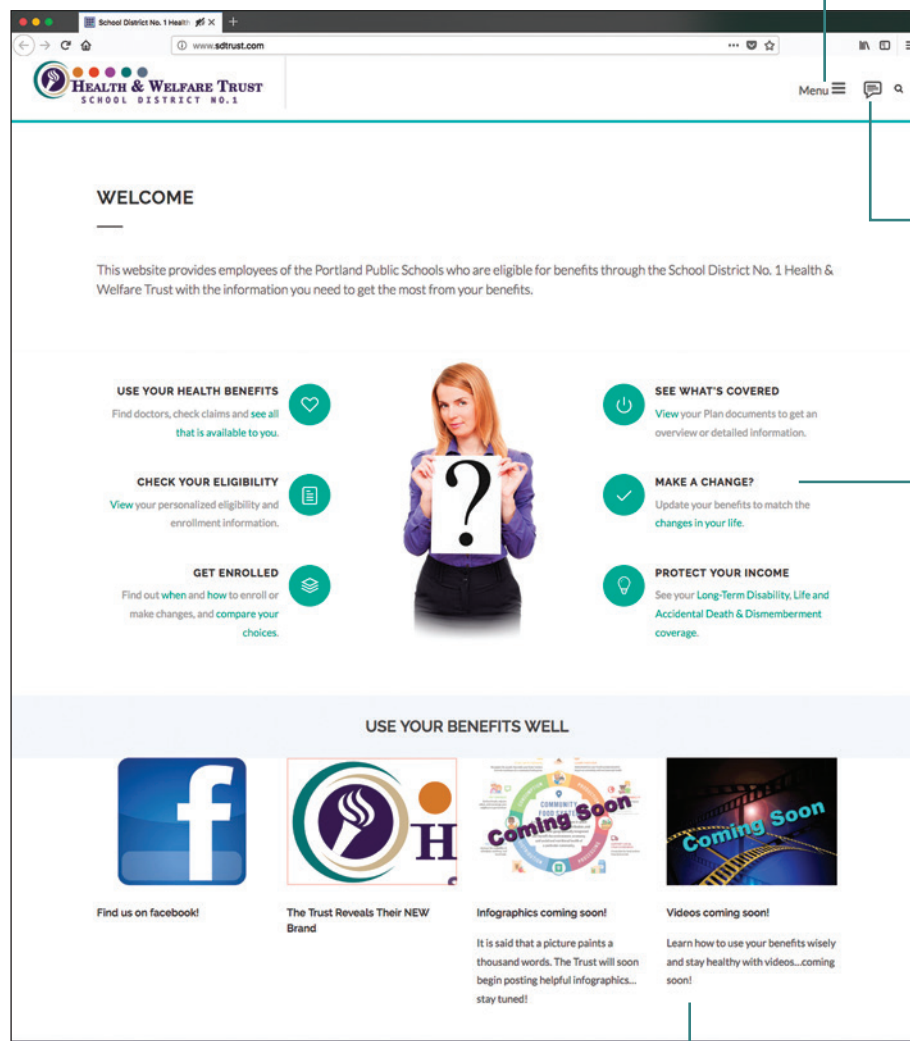 School District No. 1 Health
www.sdtrust.com
HEALTH & WELFARE TRUST
SCHOOL DISTRICT NO.1
Menu
WELCOME
This website provides employees of the Portland Public Schools who are eligible for benefits through the School District No. 1 Health &
Welfare Trust with the information you need to get the most from your benefits.
USE YOUR HEALTH BENEFITS
Find doctors, check claims and see all
that is available to you.
CHECK YOUR ELIGIBILITY
View your personalized eligibility and
enrollment information.
GET ENROLLED
Find out when and how to enroll or
make changes, and compare your
choices.
?
SEE WHAT'S COVERED
View your Plan documents to get an
overview or detailed information.
MAKE A CHANGE?
Update your benefits to match the
changes in your life.
PROTECT YOUR INCOME
See your Long-Term Disability, Life and
Accidental Death & Dismemberment
coverage.
USE YOUR BENEFITS WELL
f
H
COMMUNITY
FOOD
PROCESSING
Coming Soon
Coming Soon
Find us on facebook!
The Trust Reveals Their NEW
Brand
Infographics coming soon!
It is said that a picture paints a
thousand words. The Trust will soon
begin posting helpful infographics...
stay tuned!
Videos coming soon!
Learn how to use your benefits wisely
and stay healthy with videos...coming
soon!